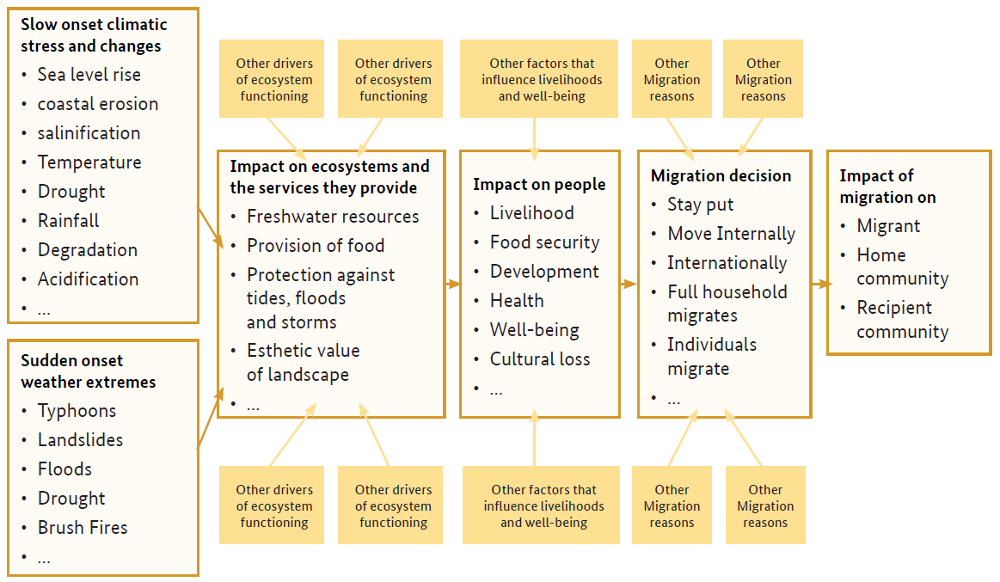 Slow onset climatic
stress and changes
• Sea level rise
• coastal erosion
• salinification
• Temperature
• Drought
• Rainfall
• Degradation
• Acidification
• ...
Sudden onset
weather extremes
• Typhoons
• Landslides
• Floods
• Drought
• Brush Fires
• ...
Other drivers
of ecosystem
functioning
Other drivers
of ecosystem
functioning
Impact on ecosystems and
the services they provide
• Freshwater resources
• Provision of food
• Protection against
tides, floods
and storms
• Esthetic value
of landscape
• ...
Other drivers
of ecosystem
functioning
Other drivers
of ecosystem
functioning
Other factors that
influence livelihoods
and well-being
Impact on people
• Livelihood
• Food security
• Development
• Health
• Well-being
• Cultural loss
• ...
Other factors that
influence livelihoods
and well-being
Other
Migration
reasons
Other
Migration
reasons
Migration decision
• Stay put
• Move Internally
• Internationally
• Full household
migrates
• Individuals
migrate
• ...
Other
Migration
reasons
Other
Migration
reasons
Impact of
migration on
• Migrant
• Home
community
• Recipient
community